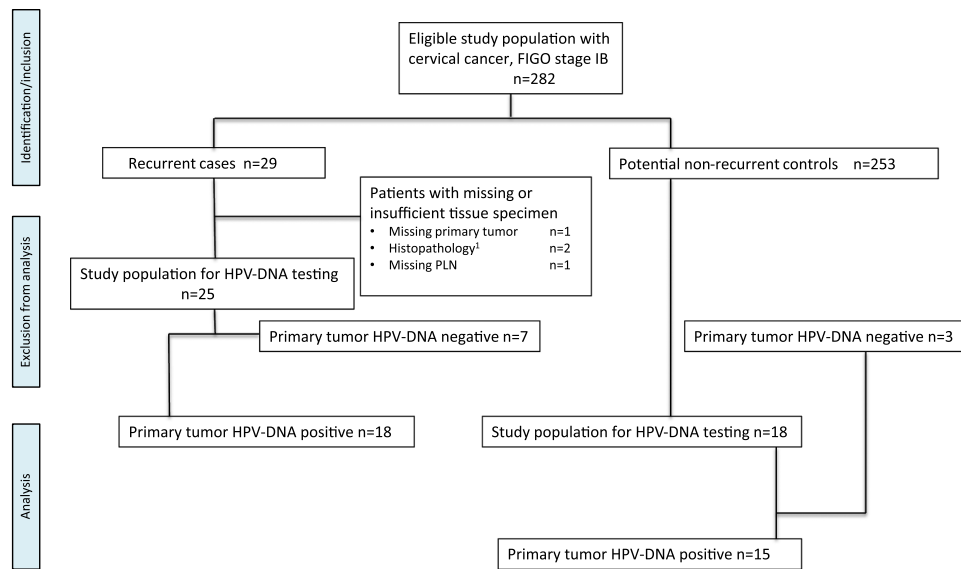 Identification/inclusion
Eligible study population with
cervical cancer, FIGO stage IB
n=282
Recurrent cases n=29
Potential non-recurrent controls n=253
Exclusion from analysis
Patients with missing or
insufficient tissue specimen
• Missing primary tumor n=1
• Histopathology¹ n=2
• Missing PLN n=1
Study population for HPV-DNA testing
n=25
Primary tumor HPV-DNA negative n=7
Primary tumor HPV-DNA negative n=3
Analysis
Primary tumor HPV-DNA positive n=18
Study population for HPV-DNA testing n=18
Primary tumor HPV-DNA positive n=15